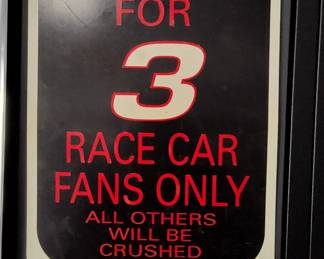 FOR
3
RACE CAR
FANS ONLY
ALL OTHERS
WILL BE
CRUSHED